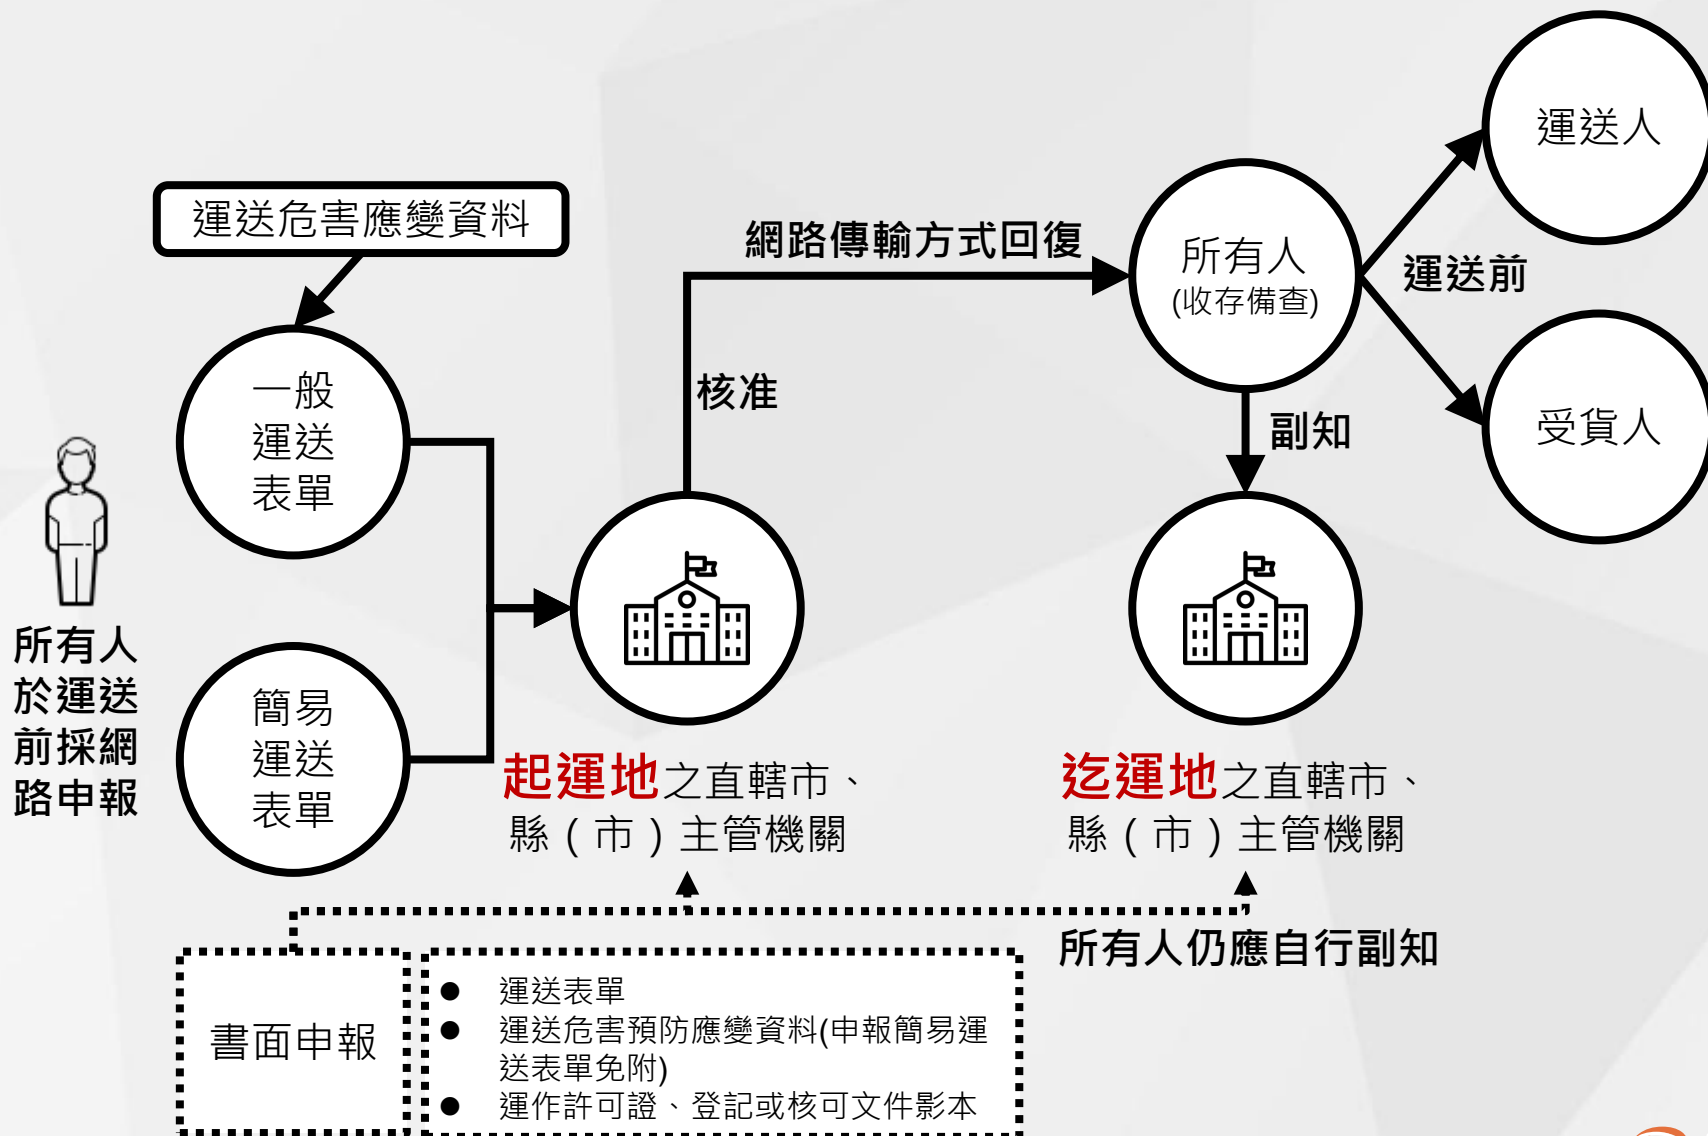 運送人
運送危害應變資料
網路傳輸方式回復
所有人
(收存備查)
運送前
一般
運送
表單
核准
副知
受貨人
所有人
於運送
前採網
路申報
簡易
運送
表單
起運地之直轄市、
縣（市）主管機關
迄運地之直轄市、
縣（市）主管機關
所有人仍應自行副知
書面申報
● 運送表單
● 運送危害預防應變資料(申報簡易運
送表單免附)
● 運作許可證、登記或核可文件影本